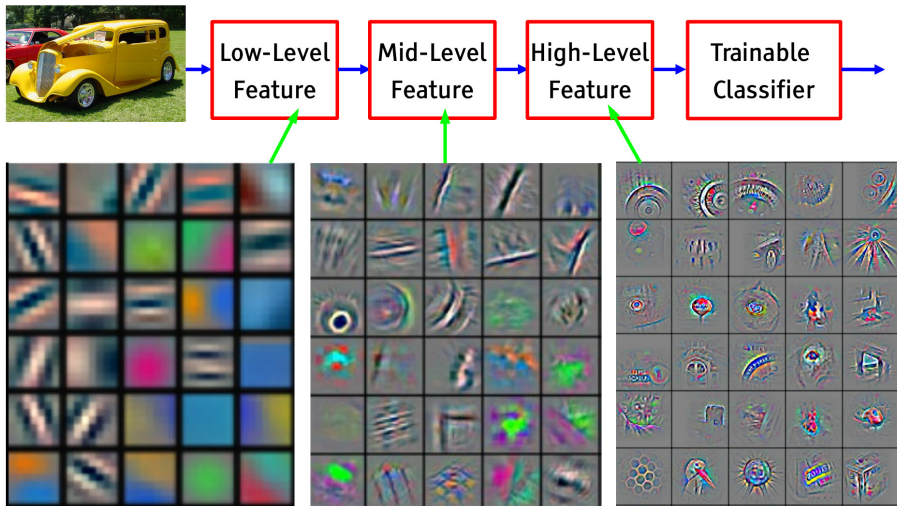 Low-Level
Feature
Mid-Level
Feature
High-Level
Feature
Trainable
Classifier